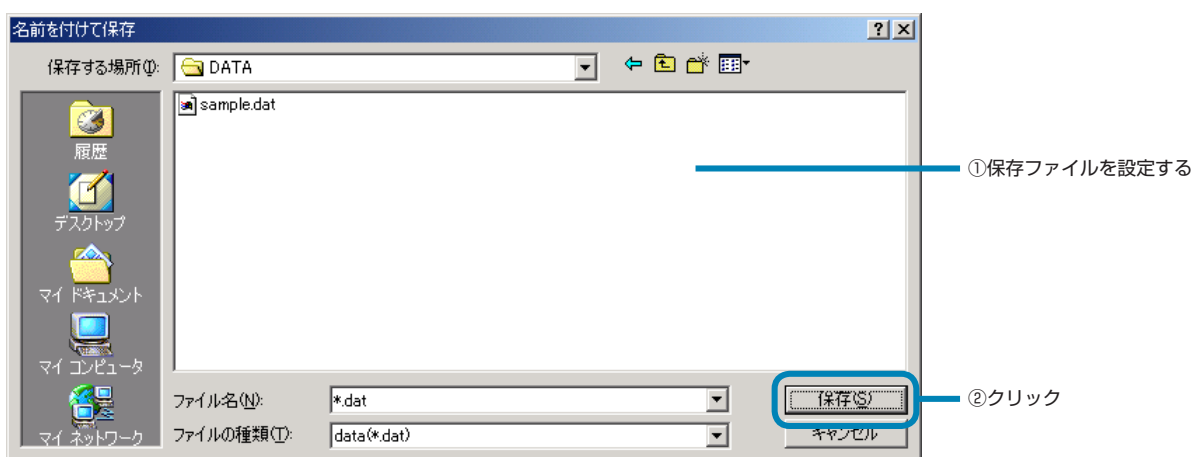 名前を付けて保存
保存する場所(I):
DATA
sample.dat
履歴
デスクトップ
マイ ドキュメント
マイ コンピュータ
マイ ネットワーク
ファイル名(N):
*.dat
保存(S)
ファイルの種類(T):
data(*.dat)
キャンセル
①保存ファイルを設定する
②クリック